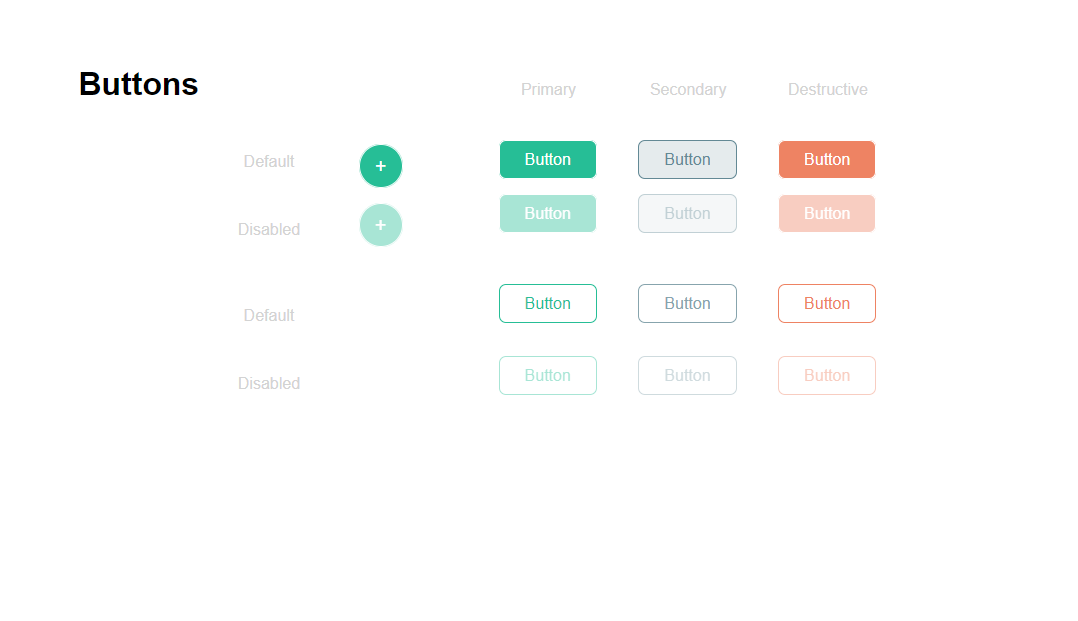 Buttons
Primary Secondary Destructive
Default + Button Button Button
Disabled + Button Button Button
Default Button Button Button
Disabled Button Button Button